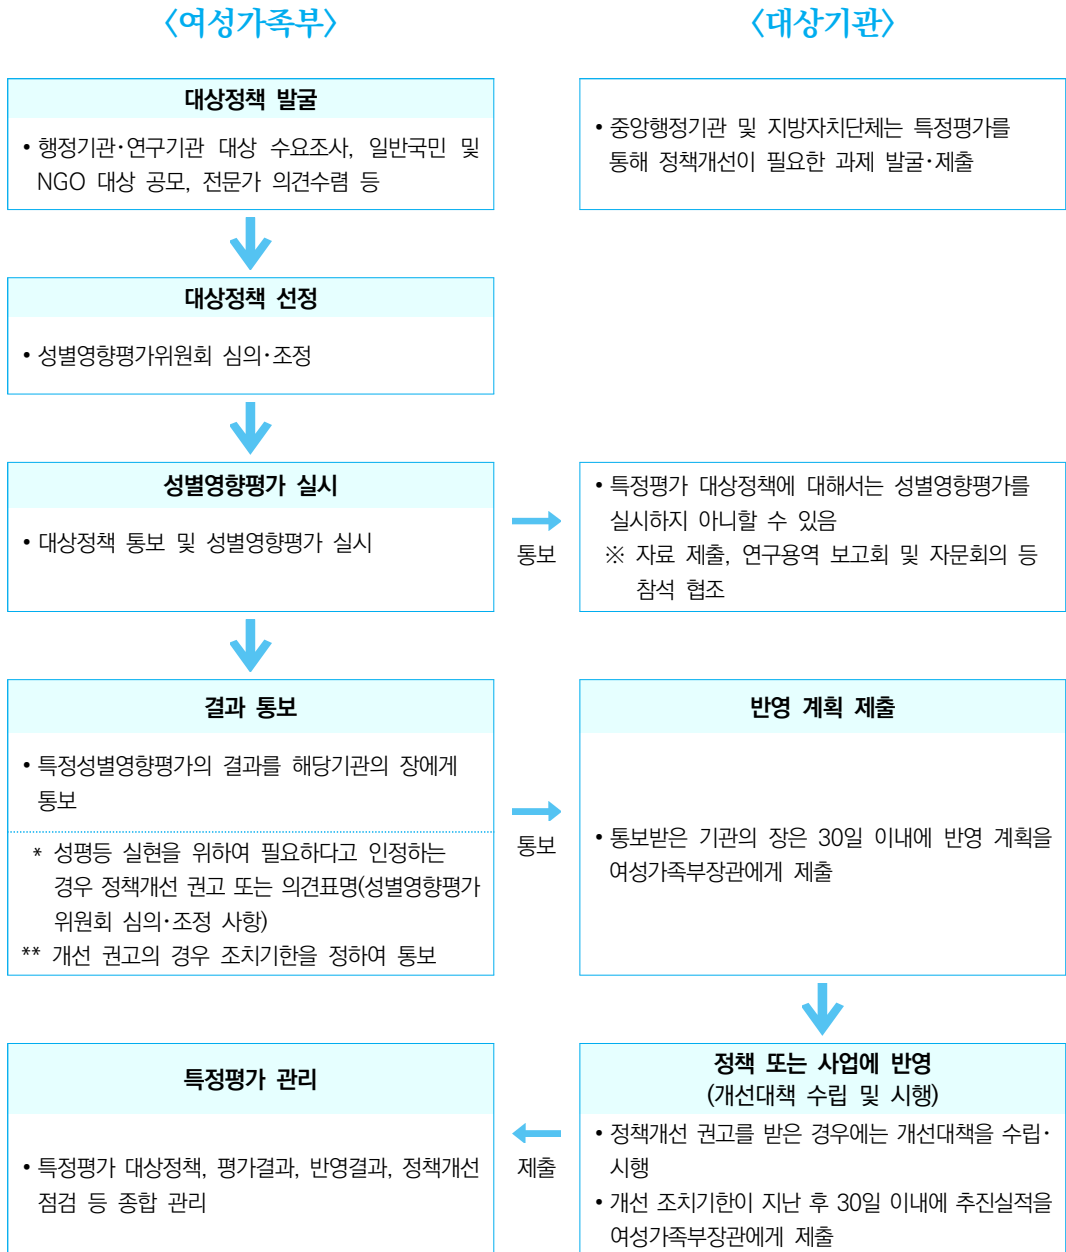 〈여성가족부〉
〈대상기관〉
대상정책 발굴
• 행정기관·연구기관 대상 수요조사, 일반국민 및
NGO 대상 공모, 전문가 의견수렴 등
• 중앙행정기관 및 지방자치단체는 특정평가를
통해 정책개선이 필요한 과제 발굴·제출
대상정책 선정
• 성별영향평가위원회 심의·조정
성별영향평가 실시
• 대상정책 통보 및 성별영향평가 실시
통보
• 특정평가 대상정책에 대해서는 성별영향평가를
실시하지 아니할 수 있음
※ 자료 제출, 연구용역 보고회 및 자문회의 등
참석 협조
결과 통보
• 특정성별영향평가의 결과를 해당기관의 장에게
통보
* 성평등 실현을 위하여 필요하다고 인정하는
경우 정책개선 권고 또는 의견표명(성별영향평가
위원회 심의·조정 사항)
** 개선 권고의 경우 조치기한을 정하여 통보
통보
반영 계획 제출
• 통보받은 기관의 장은 30일 이내에 반영 계획을
여성가족부장관에게 제출
특정평가 관리
• 특정평가 대상정책, 평가결과, 반영결과, 정책개선
점검 등 종합 관리
제출
정책 또는 사업에 반영
(개선대책 수립 및 시행)
• 정책개선 권고를 받은 경우에는 개선대책을 수립·
시행
• 개선 조치기한이 지난 후 30일 이내에 추진실적을
여성가족부장관에게 제출